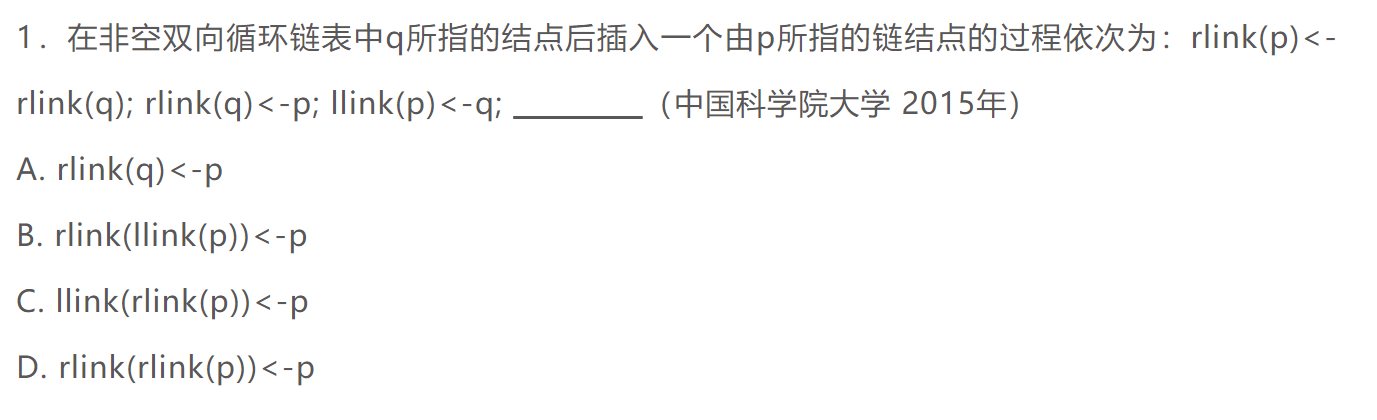 1．在非空双向循环链表中q所指的结点后插入一个由p所指的链结点的过程依次为：rlink(p)<-
rlink(q); rlink(q)<-p; llink(p)<-q; ________（中国科学院大学 2015年）
A. rlink(q)<-p
B. rlink(llink(p))<-p
C. llink(rlink(p))<-p
D. rlink(rlink(p))<-p